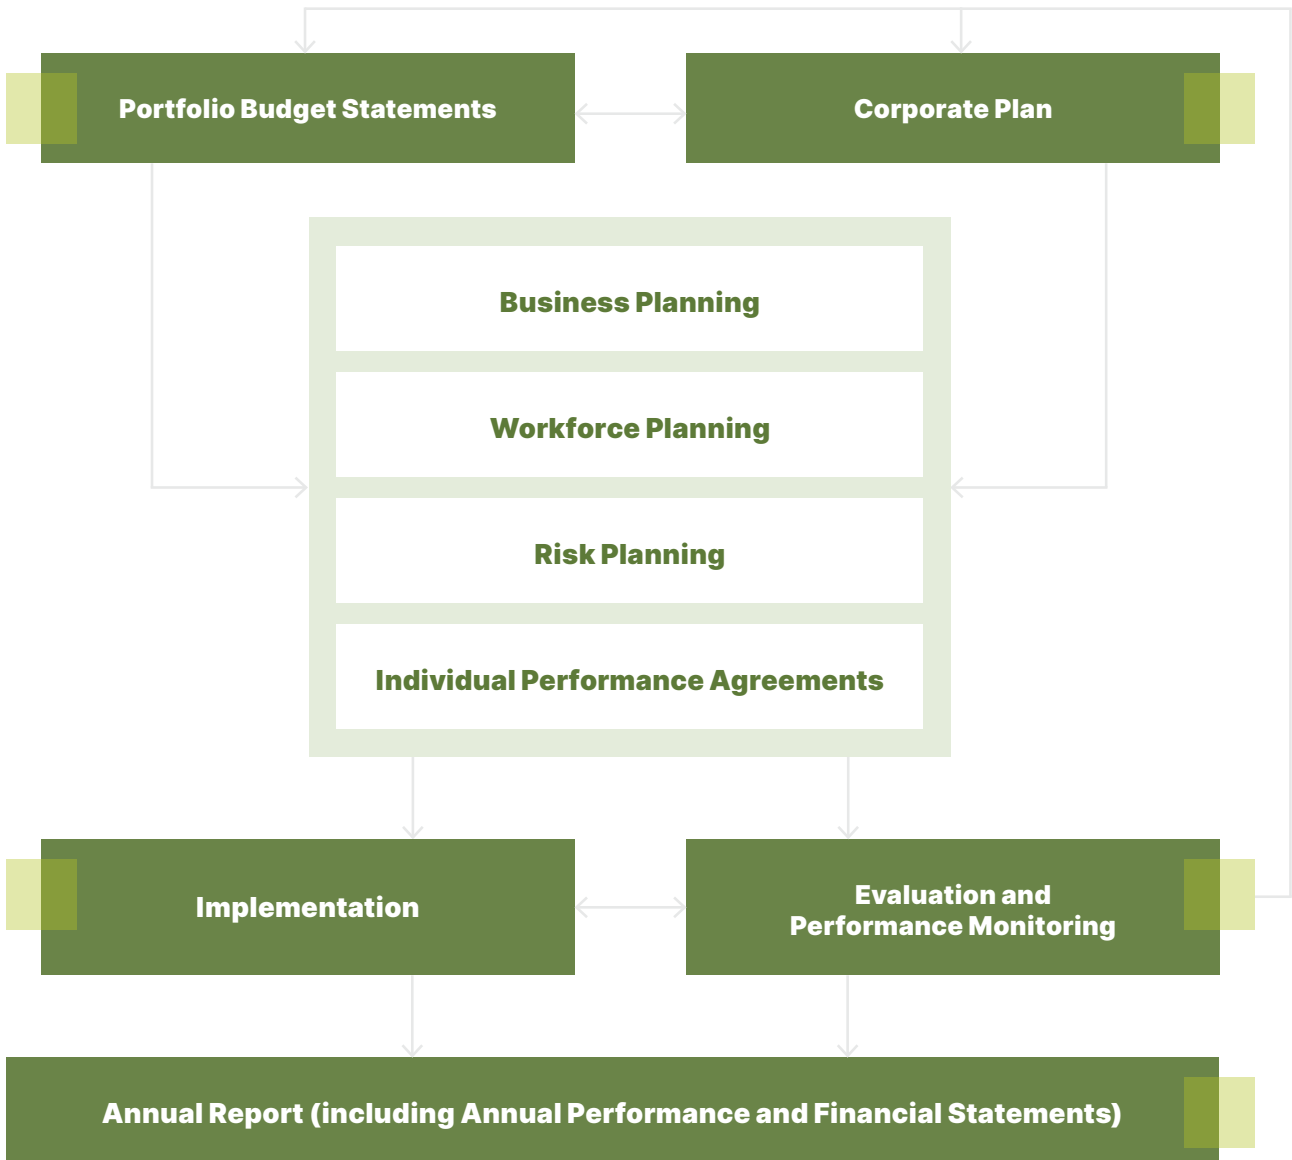 Portfolio Budget Statements
Corporate Plan
Business Planning
Workforce Planning
Risk Planning
Individual Performance Agreements
Implementation
Evaluation and
Performance Monitoring
Annual Report (including Annual Performance and Financial Statements)